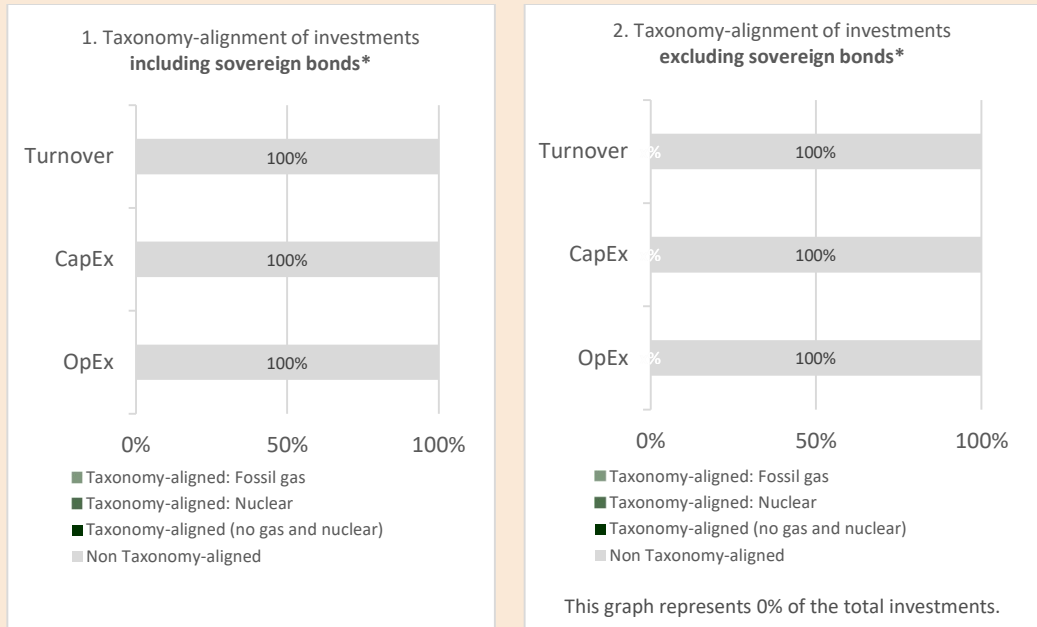 1. Taxonomy-alignment of investments
including sovereign bonds*
Turnover
100%
CapEx
100%
OpEx
100%
0% 50% 100%
Taxonomy-aligned: Fossil gas
Taxonomy-aligned: Nuclear
Taxonomy-aligned (no gas and nuclear)
Non Taxonomy-aligned
2. Taxonomy-alignment of investments
excluding sovereign bonds*
Turnover
% 100%
CapEx
% 100%
OpEx
% 100%
0% 50% 100%
Taxonomy-aligned: Fossil gas
Taxonomy-aligned: Nuclear
Taxonomy-aligned (no gas and nuclear)
Non Taxonomy-aligned
This graph represents 0% of the total investments.